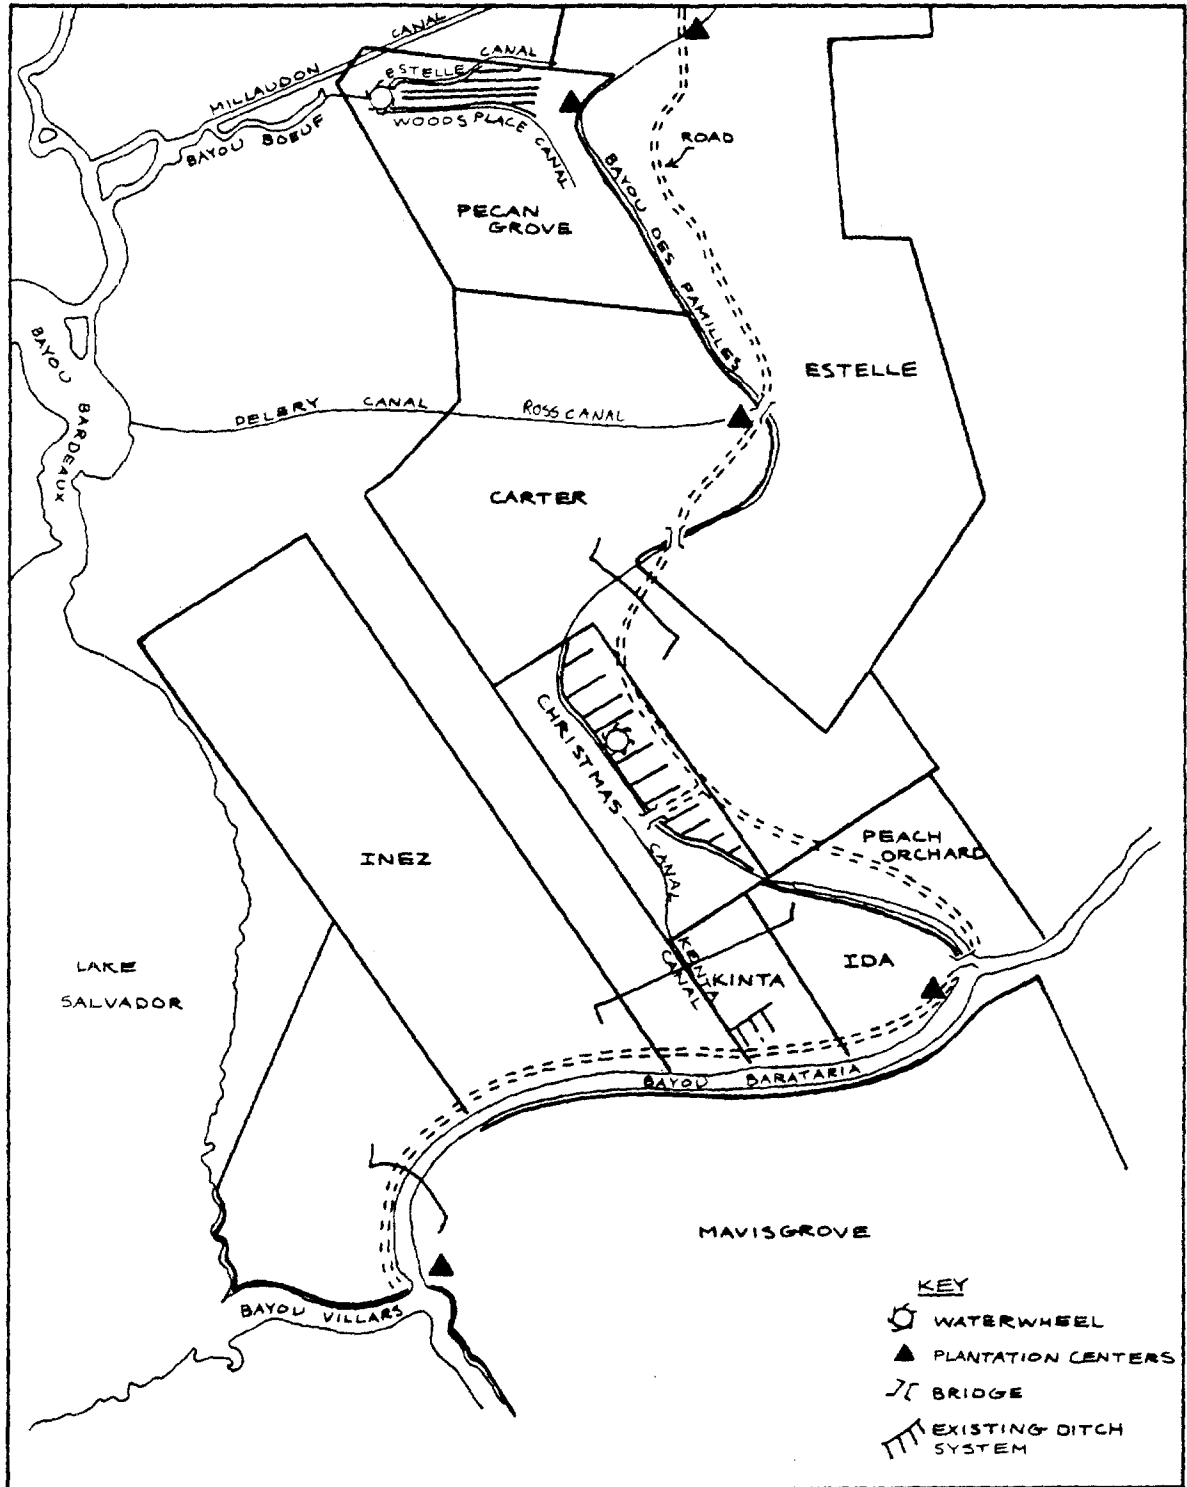 CANAL
MILLAUDON
ESTELLE CANAL
WOODS PLACE
CANAL
BAYOU BOEUF
ROAD
BAYOU DES FAMILLES
PECAN
GROVE
BAYOU BARDEAUX
ESTELLE
DELERY CANAL ROSS CANAL
CARTER
CHRISTMAS
CANAL
INEZ
PEACH
ORCHARD
LAKE
SALVADOR
KENTA
CANAL
KINTA
IDA
BAYOU BARATARIA
MAVISGROVE
BAYOU VILLARS
KEY
WATERWHEEL
PLANTATION CENTERS
BRIDGE
EXISTING DITCH
SYSTEM